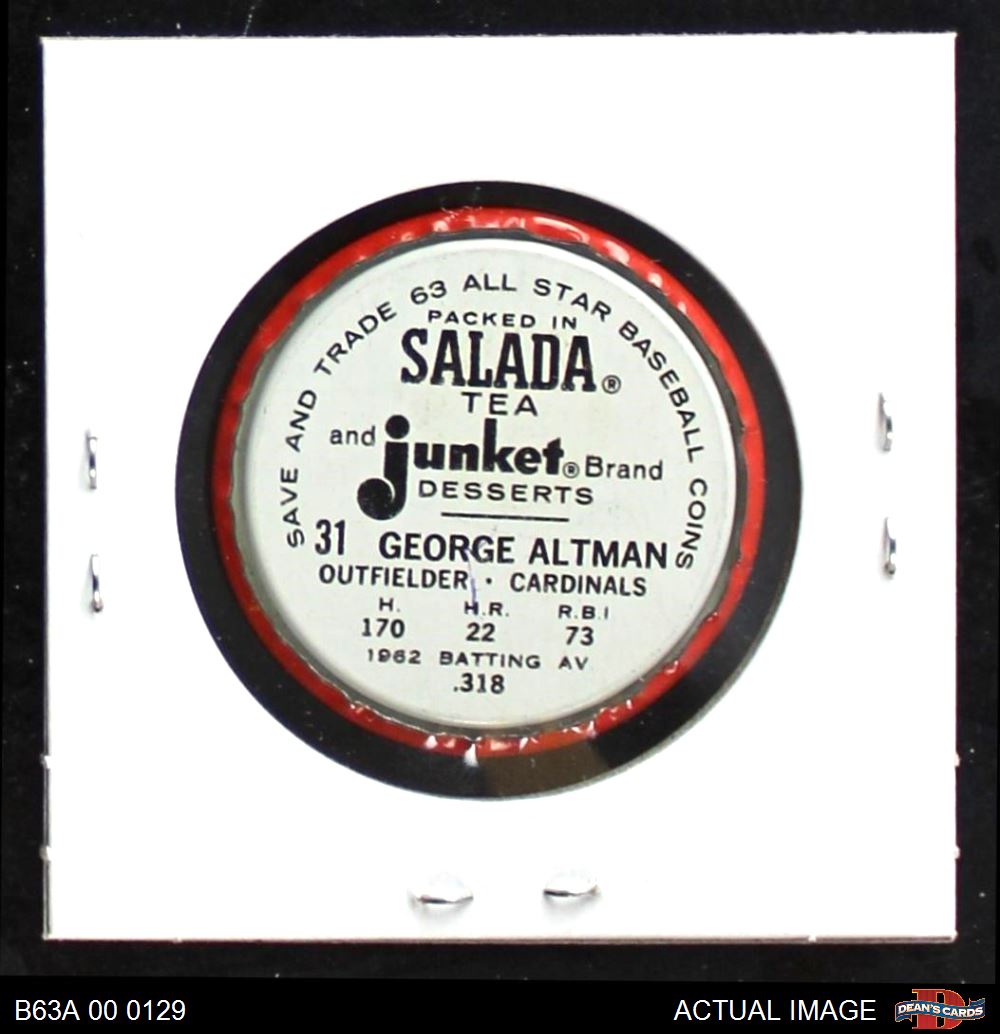 SAVE AND TRADE 63 ALL STAR BASEBALL COINS
PACKED IN
SALADA®
TEA
and junket® Brand
DESSERTS
31 GEORGE ALTMAN
OUTFIELDER · CARDINALS
H. H.R. R.B.I
170 22 73
1962 BATTING AV
.318
B63A 00 0129
ACTUAL IMAGE
D
DEAN'S CARDS